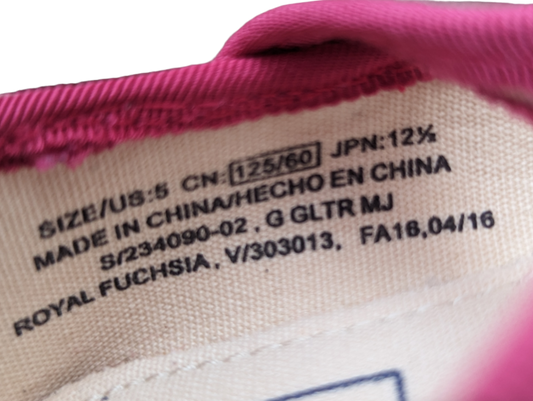 SIZE/US:5 CN:125/60 JPN:12½
MADE IN CHINA/HECHO EN CHINA
S/234090-02, G GLTR MJ
ROYAL FUCHSIA, V/303013, FA16,04/16